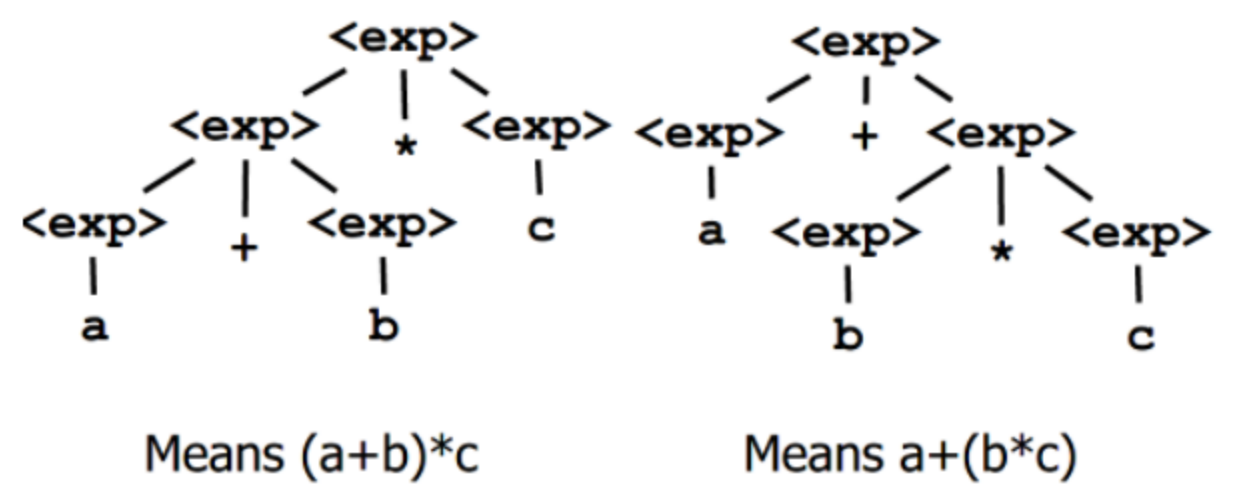 <exp> <exp>
<exp> * <exp> <exp> + <exp>
<exp> + <exp> c a <exp> * <exp>
a b b c
Means (a+b)*c Means a+(b*c)